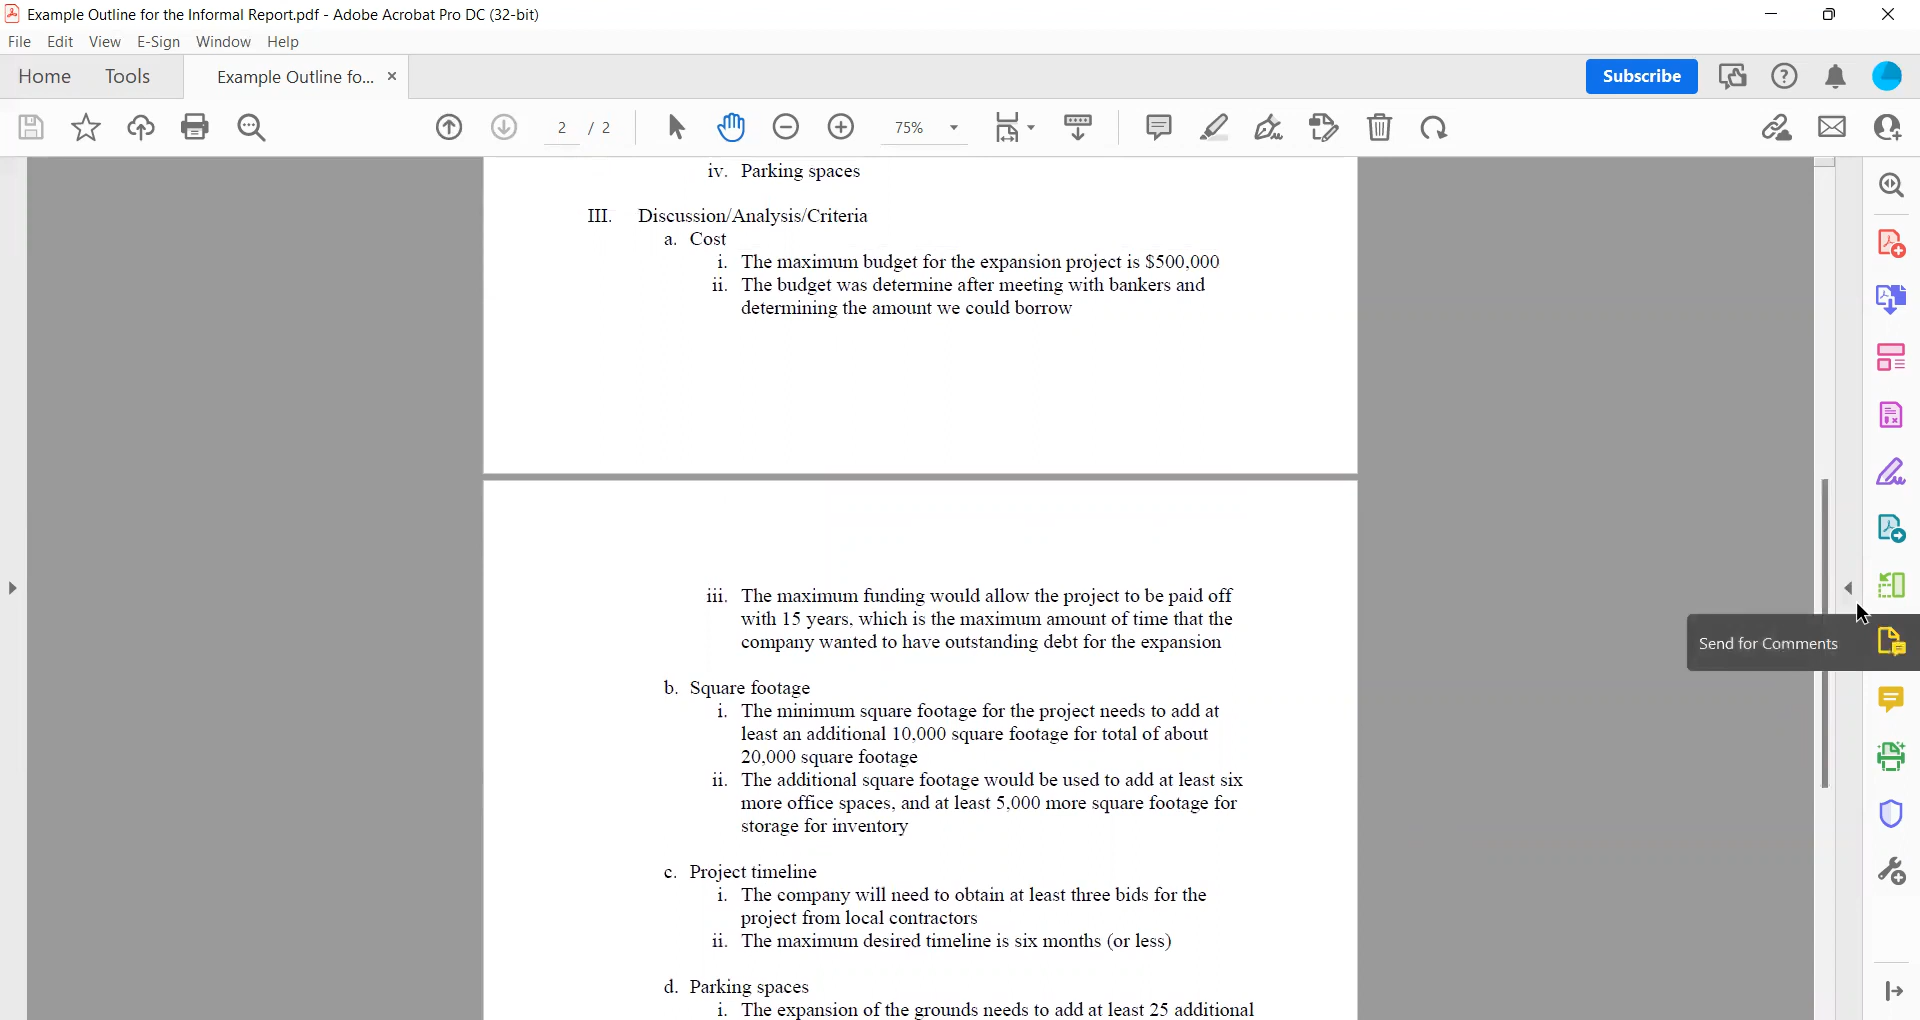 Example Outline for the Informal Report.pdf - Adobe Acrobat Pro DC (32-bit)
File Edit View E-Sign Window Help
Home Tools Example Outline fo... Subscribe
2 / 2 75%
iv. Parking spaces
III. Discussion/Analysis/Criteria
a. Cost
i. The maximum budget for the expansion project is $500,000
ii. The budget was determine after meeting with bankers and
determining the amount we could borrow
iii. The maximum funding would allow the project to be paid off
with 15 years, which is the maximum amount of time that the
company wanted to have outstanding debt for the expansion
Send for Comments
b. Square footage
i. The minimum square footage for the project needs to add at
least an additional 10,000 square footage for total of about
20,000 square footage
ii. The additional square footage would be used to add at least six
more office spaces, and at least 5,000 more square footage for
storage for inventory
c. Project timeline
i. The company will need to obtain at least three bids for the
project from local contractors
ii. The maximum desired timeline is six months (or less)
d. Parking spaces
i. The expansion of the grounds needs to add at least 25 additional